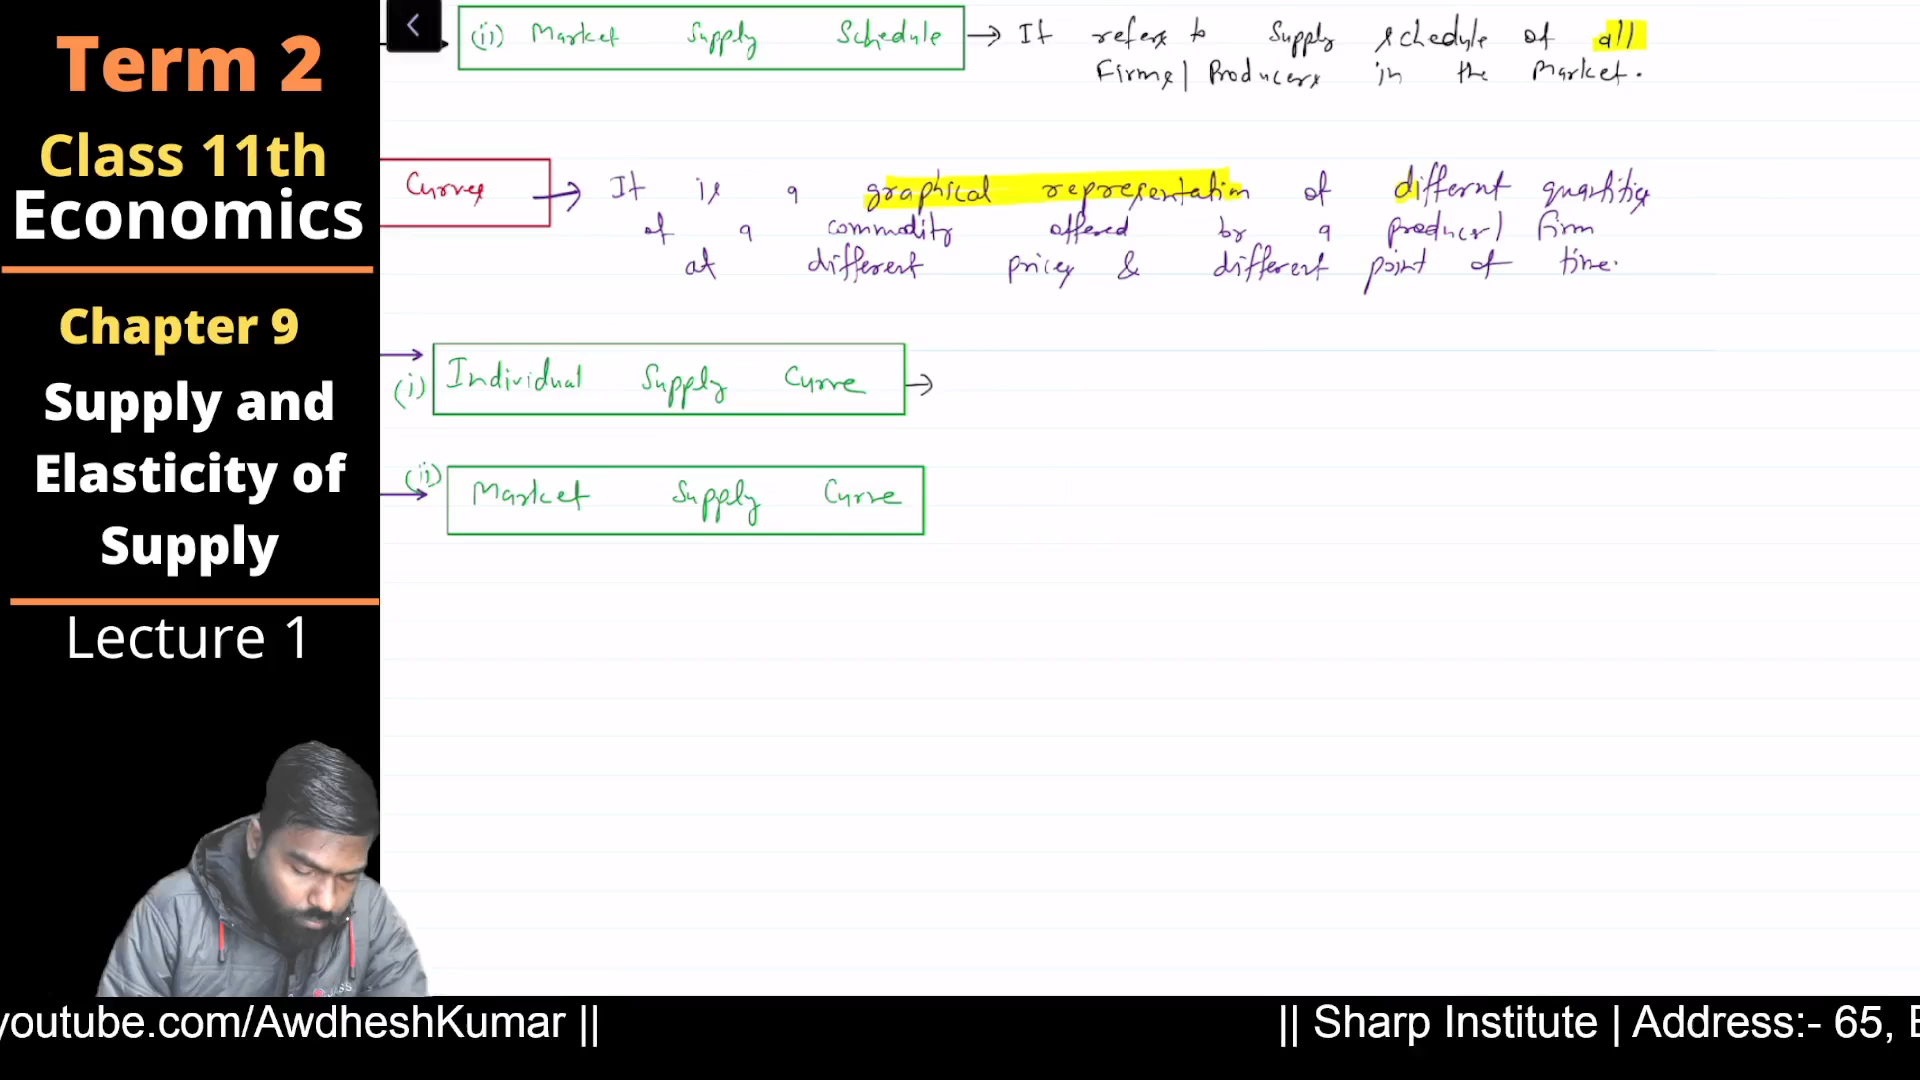 Term 2
Class 11th
Economics
Chapter 9
Supply and
Elasticity of
Supply
Lecture 1
(ii) Market Supply Schedule → It refers to Supply schedule of all
Firms | Producers in the Market.
Curves → It is a graphical representation of different quantities
of a commodity offered by a producer/ firm
at different prices & different point of time.
(i) Individual Supply Curve →
(ii) Market Supply Curve
youtube.com/AwdheshKumar || || Sharp Institute | Address:- 65,